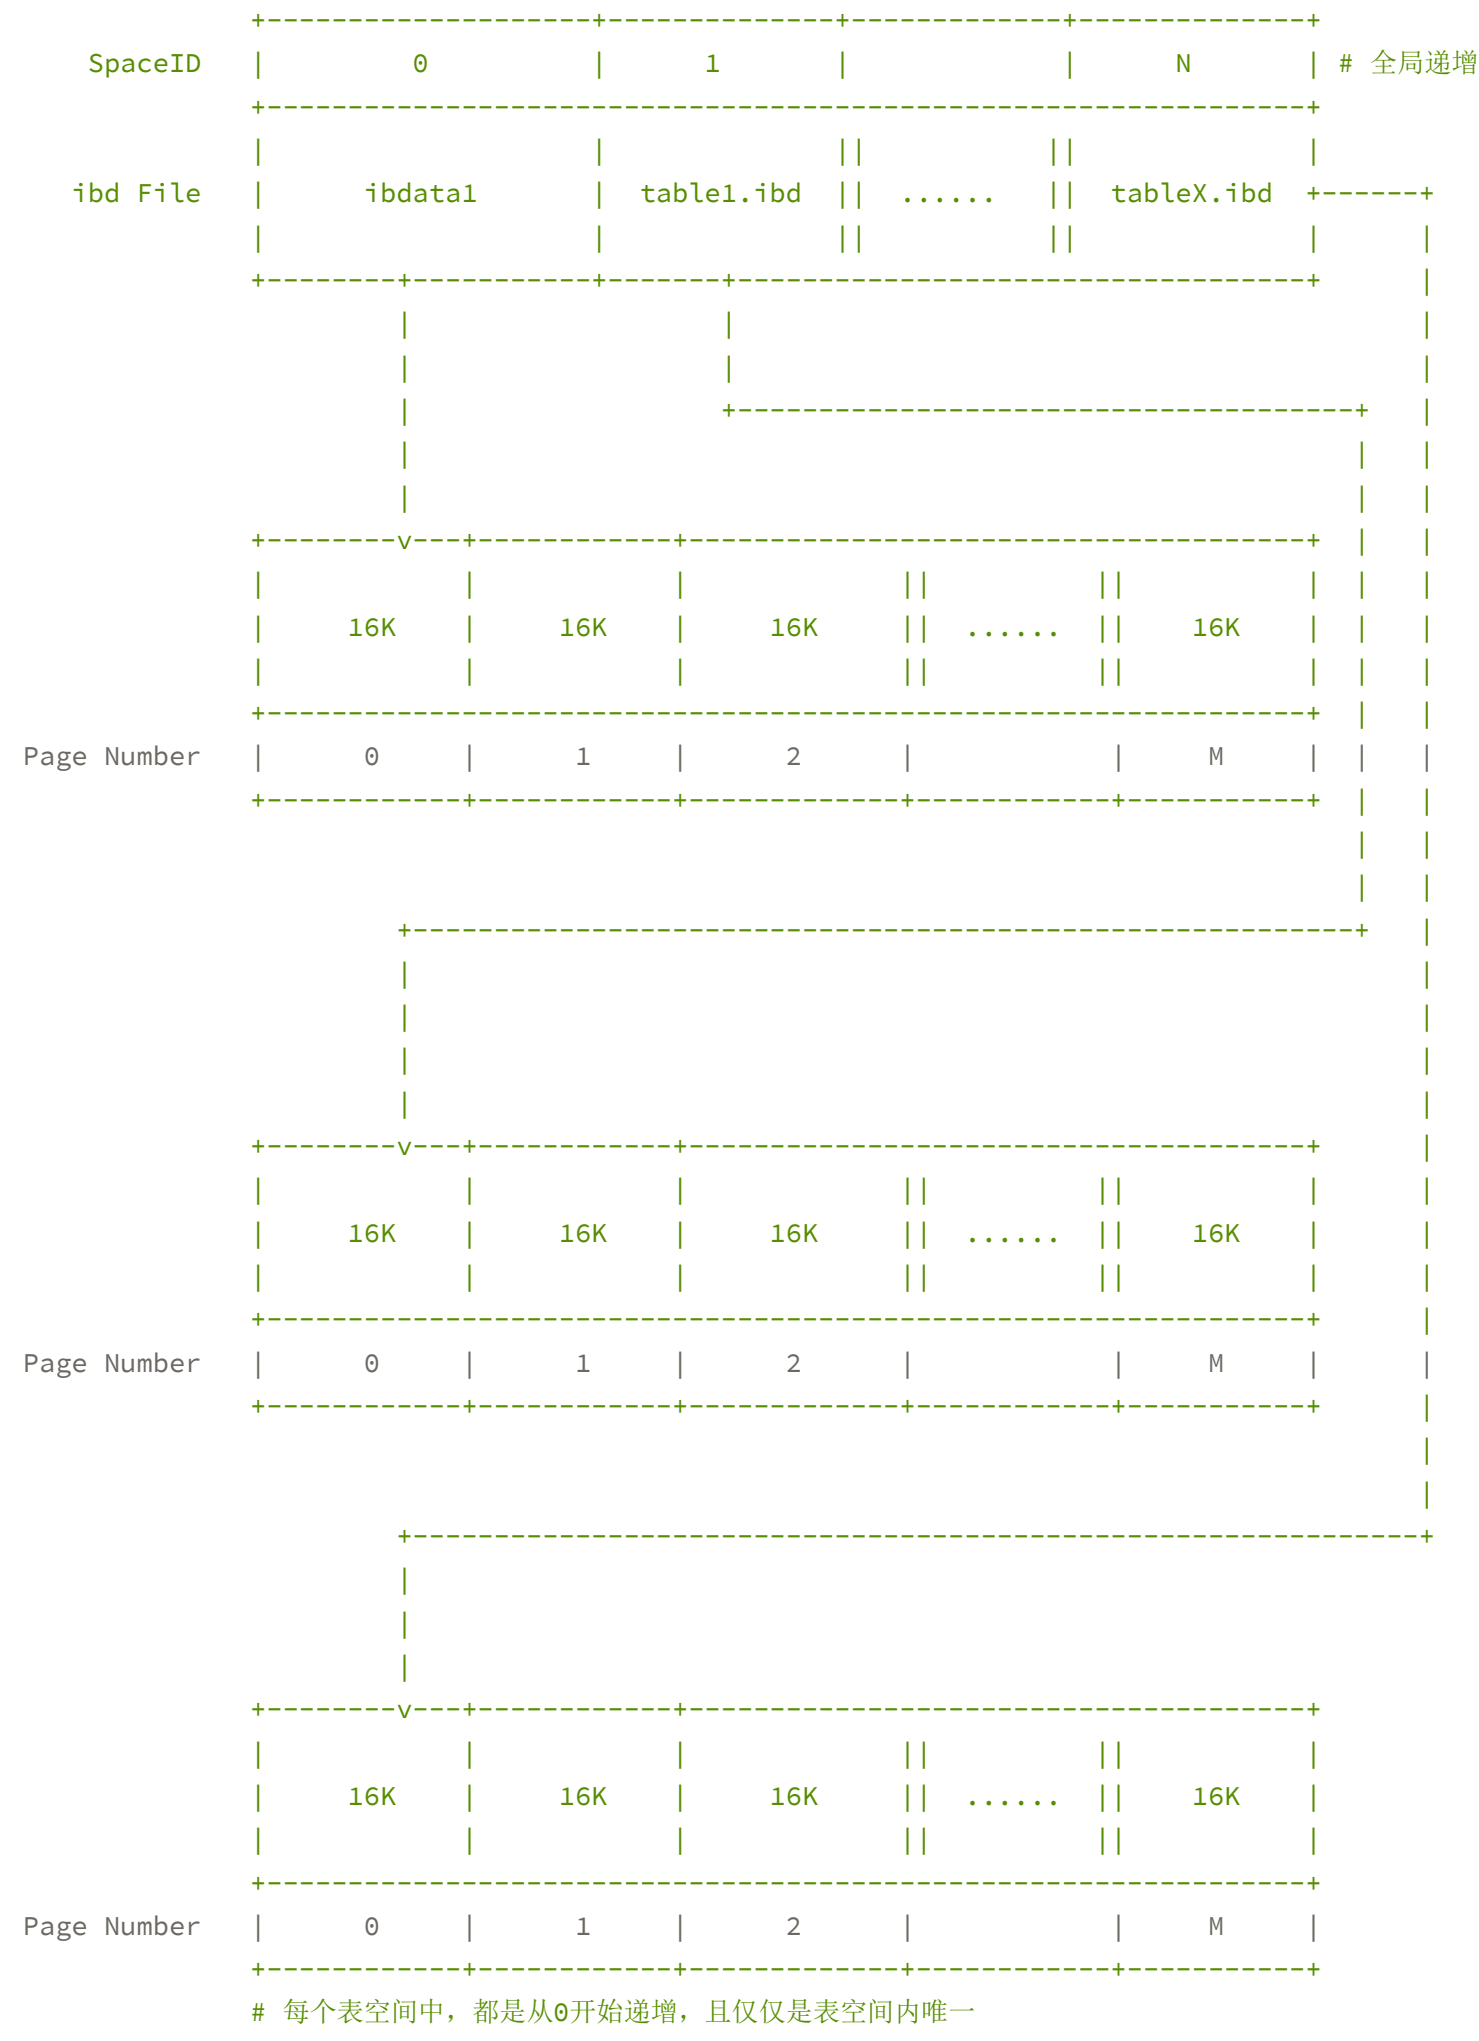 SpaceID | 0 | 1 | | N | # 全局递增
ibd File | ibdata1 | table1.ibd || ...... || tableX.ibd
16K | 16K | 16K || ...... || 16K
Page Number | 0 | 1 | 2 | | M |
16K | 16K | 16K || ...... || 16K
Page Number | 0 | 1 | 2 | | M |
16K | 16K | 16K || ...... || 16K
Page Number | 0 | 1 | 2 | | M |
# 每个表空间中，都是从0开始递增，且仅仅是表空间内唯一